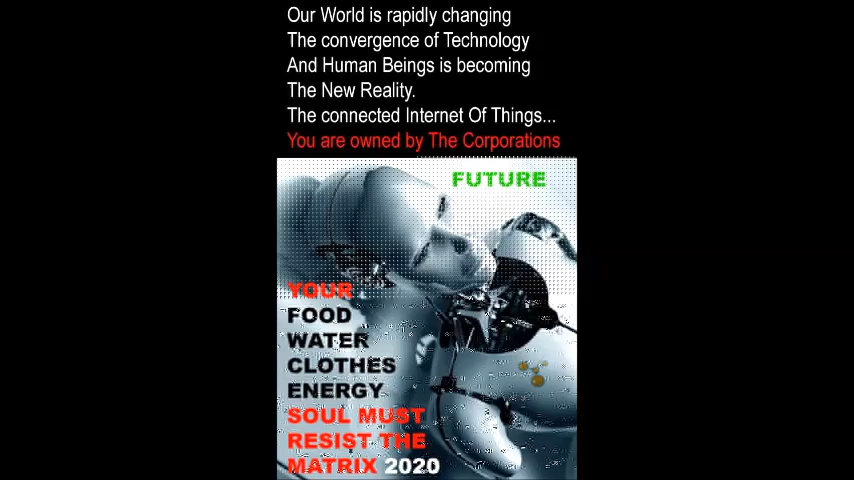 Our World is rapidly changing
The convergence of Technology
And Human Beings is becoming
The New Reality.
The connected Internet Of Things...
You are owned by The Corporations
FUTURE
YOUR
FOOD
WATER
CLOTHES
ENERGY
SOUL MUST
RESIST THE
MATRIX 2020